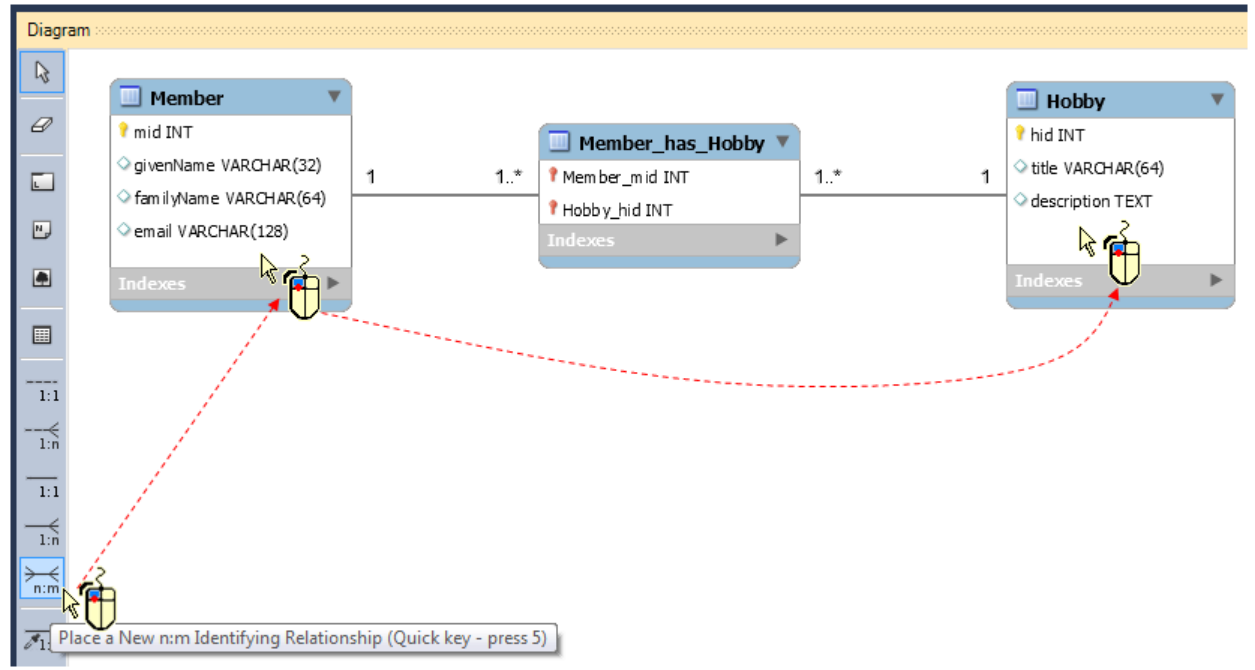 Diagram
Member
mid INT
givenName VARCHAR(32)
familyName VARCHAR(64)
email VARCHAR(128)
Indexes
1
1..*
Member_has_Hobby
Member_mid INT
Hobby_hid INT
Indexes
1..*
1
Hobby
hid INT
title VARCHAR(64)
description TEXT
Indexes
1:1
1:n
1:1
1:n
n:m
Place a New n:m Identifying Relationship (Quick key - press 5)